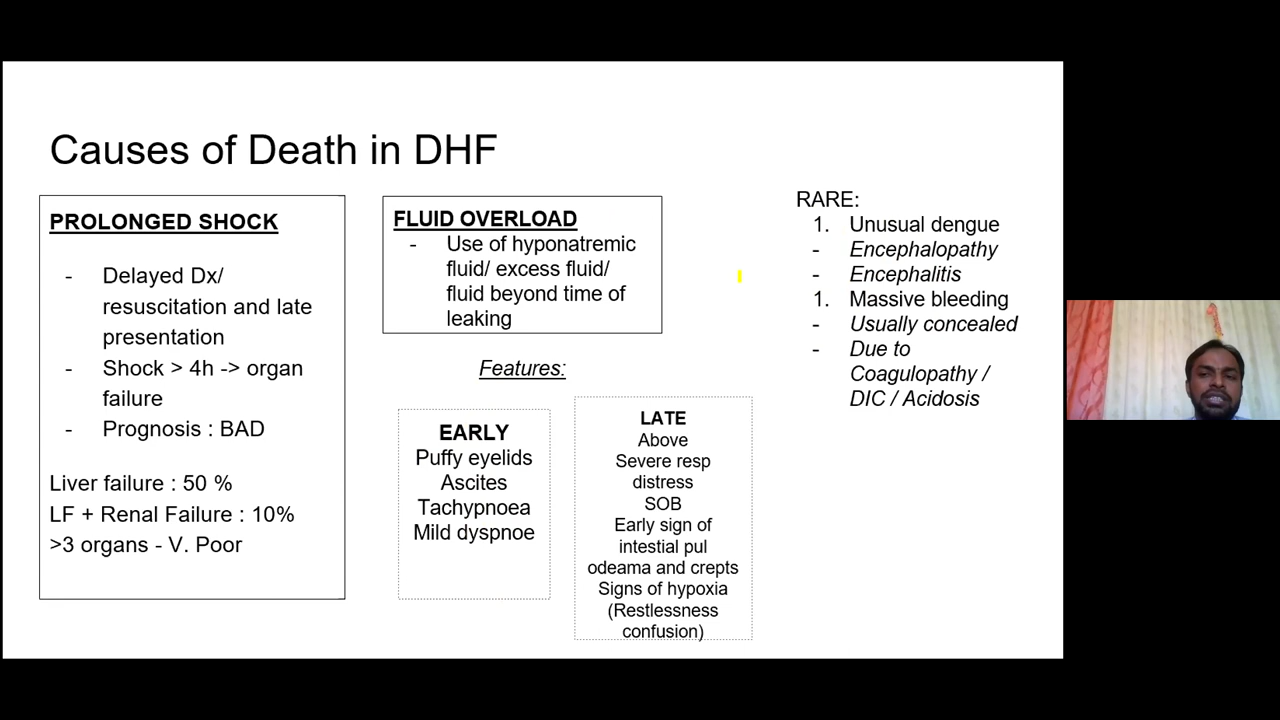 Causes of Death in DHF
PROLONGED SHOCK
- Delayed Dx/
resuscitation and late
presentation
- Shock > 4h -> organ
failure
- Prognosis : BAD
Liver failure : 50 %
LF + Renal Failure : 10%
>3 organs - V. Poor
FLUID OVERLOAD
- Use of hyponatremic
fluid/ excess fluid/
fluid beyond time of
leaking
Features:
EARLY
Puffy eyelids
Ascites
Tachypnoea
Mild dyspnoe
LATE
Above
Severe resp
distress
SOB
Early sign of
intestial pul
odeama and crepts
Signs of hypoxia
(Restlessness
confusion)
RARE:
1. Unusual dengue
- Encephalopathy
- Encephalitis
1. Massive bleeding
- Usually concealed
- Due to
Coagulopathy /
DIC / Acidosis